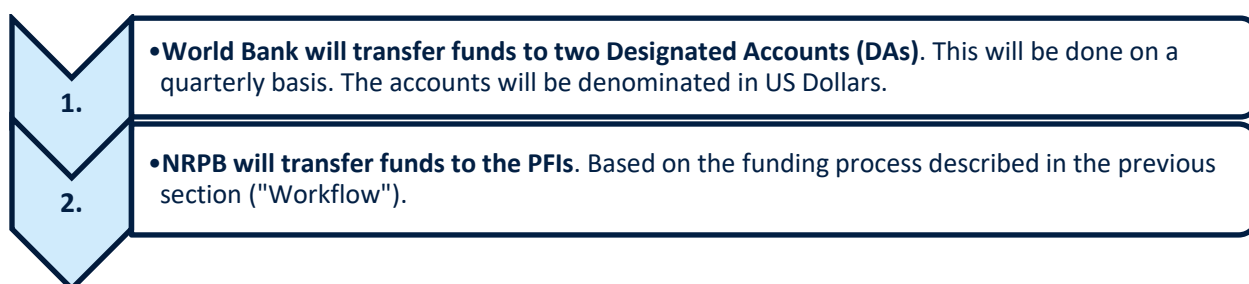 1.
•World Bank will transfer funds to two Designated Accounts (DAs). This will be done on a
quarterly basis. The accounts will be denominated in US Dollars.
2.
•NRPB will transfer funds to the PFIs. Based on the funding process described in the previous
section ("Workflow").